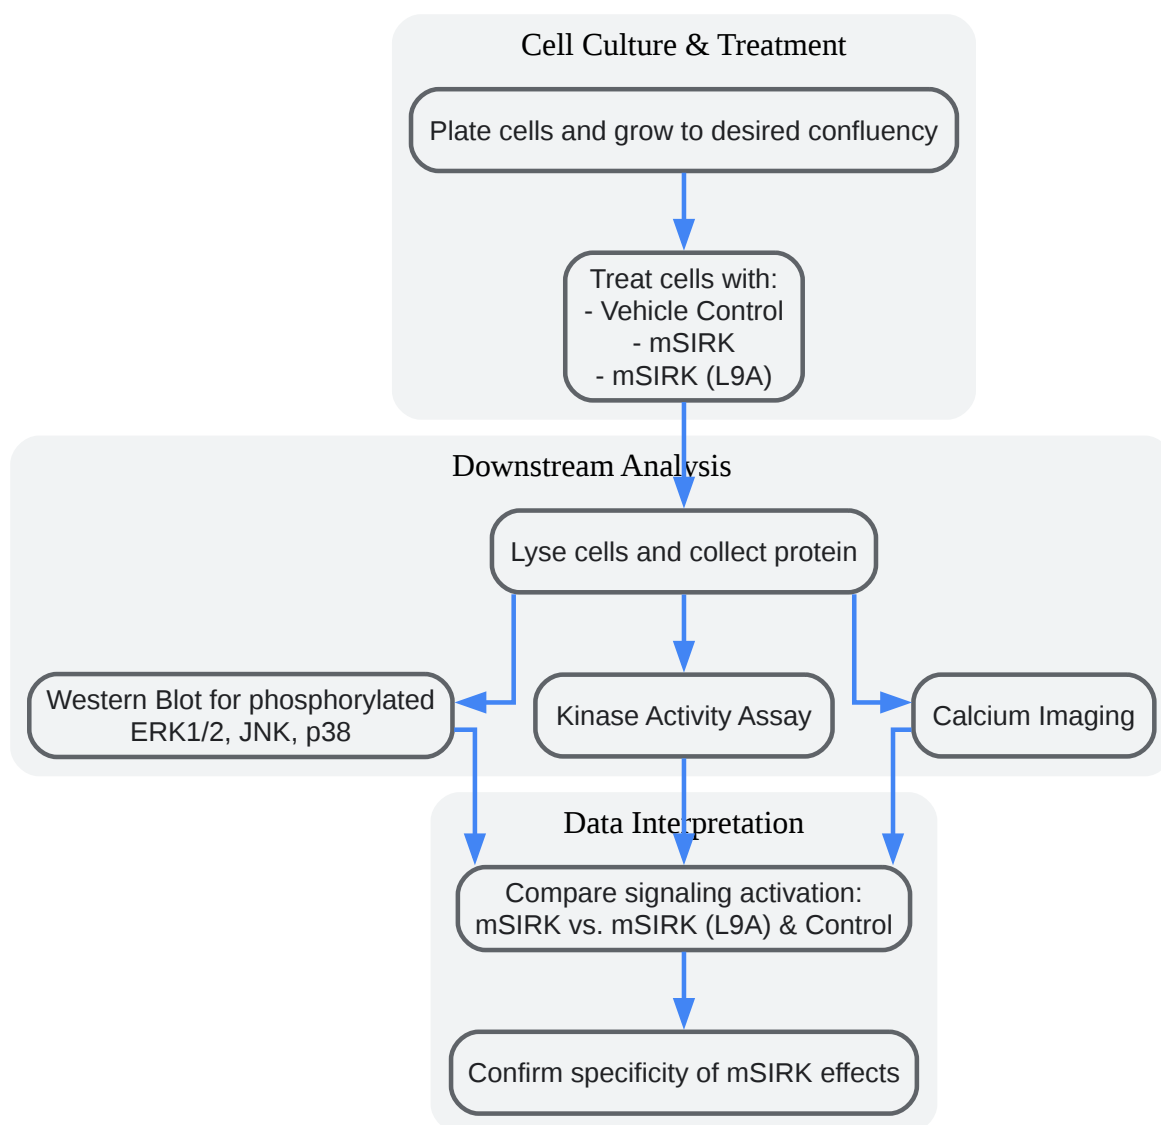 Cell Culture & Treatment
Plate cells and grow to desired confluency
Treat cells with:
- Vehicle Control
- mSIRK
- mSIRK (L9A)
Downstream Analysis
Lyse cells and collect protein
Western Blot for phosphorylated
ERK1/2, JNK, p38
Kinase Activity Assay
Calcium Imaging
Data Interpretation
Compare signaling activation:
mSIRK vs. mSIRK (L9A) & Control
Confirm specificity of mSIRK effects